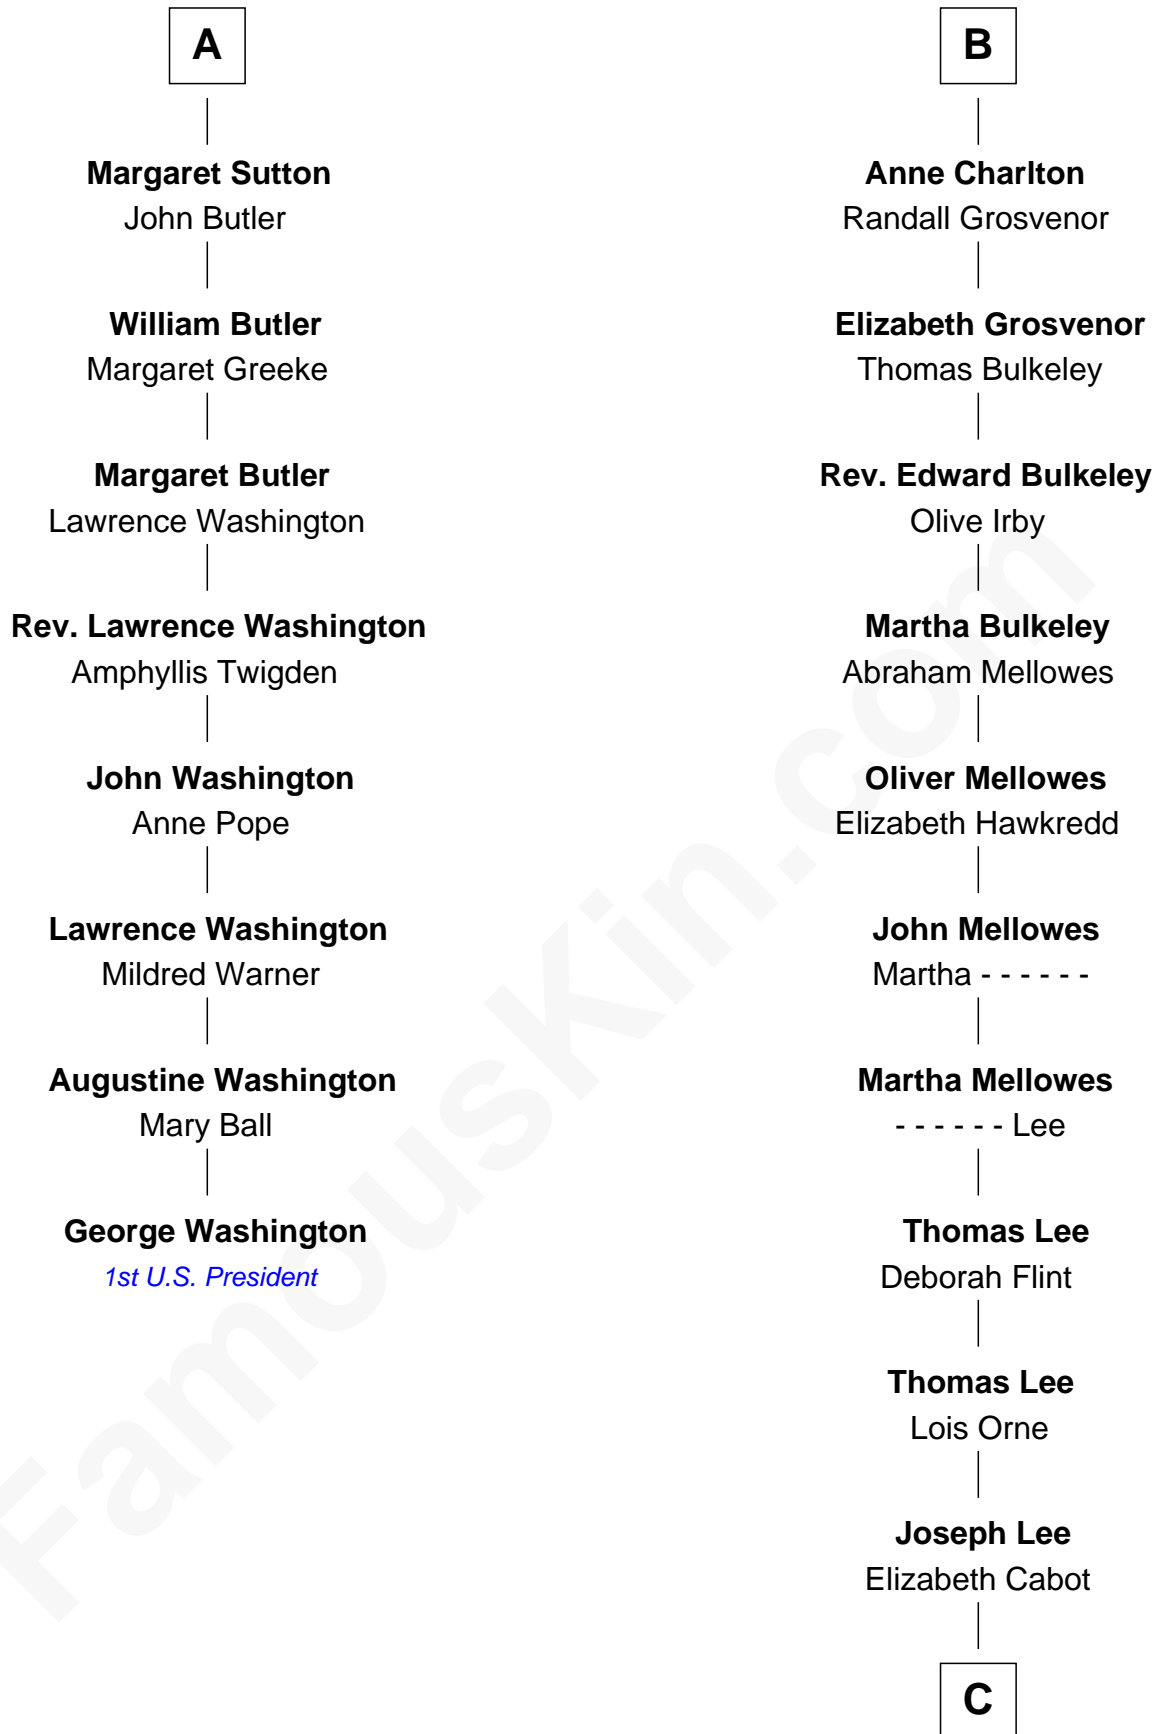 A
Margaret Sutton
John Butler
William Butler
Margaret Greeke
Margaret Butler
Lawrence Washington
Rev. Lawrence Washington
Amphyllis Twigden
John Washington
Anne Pope
Lawrence Washington
Mildred Warner
Augustine Washington
Mary Ball
George Washington
1st U.S. President
B
Anne Charlton
Randall Grosvenor
Elizabeth Grosvenor
Thomas Bulkeley
Rev. Edward Bulkeley
Olive Irby
Martha Bulkeley
Abraham Mellowes
Oliver Mellowes
Elizabeth Hawkredd
John Mellowes
Martha - - - - - -
Martha Mellowes
- - - - - - Lee
Thomas Lee
Deborah Flint
Thomas Lee
Lois Orne
Joseph Lee
Elizabeth Cabot
C
FamousKin.com